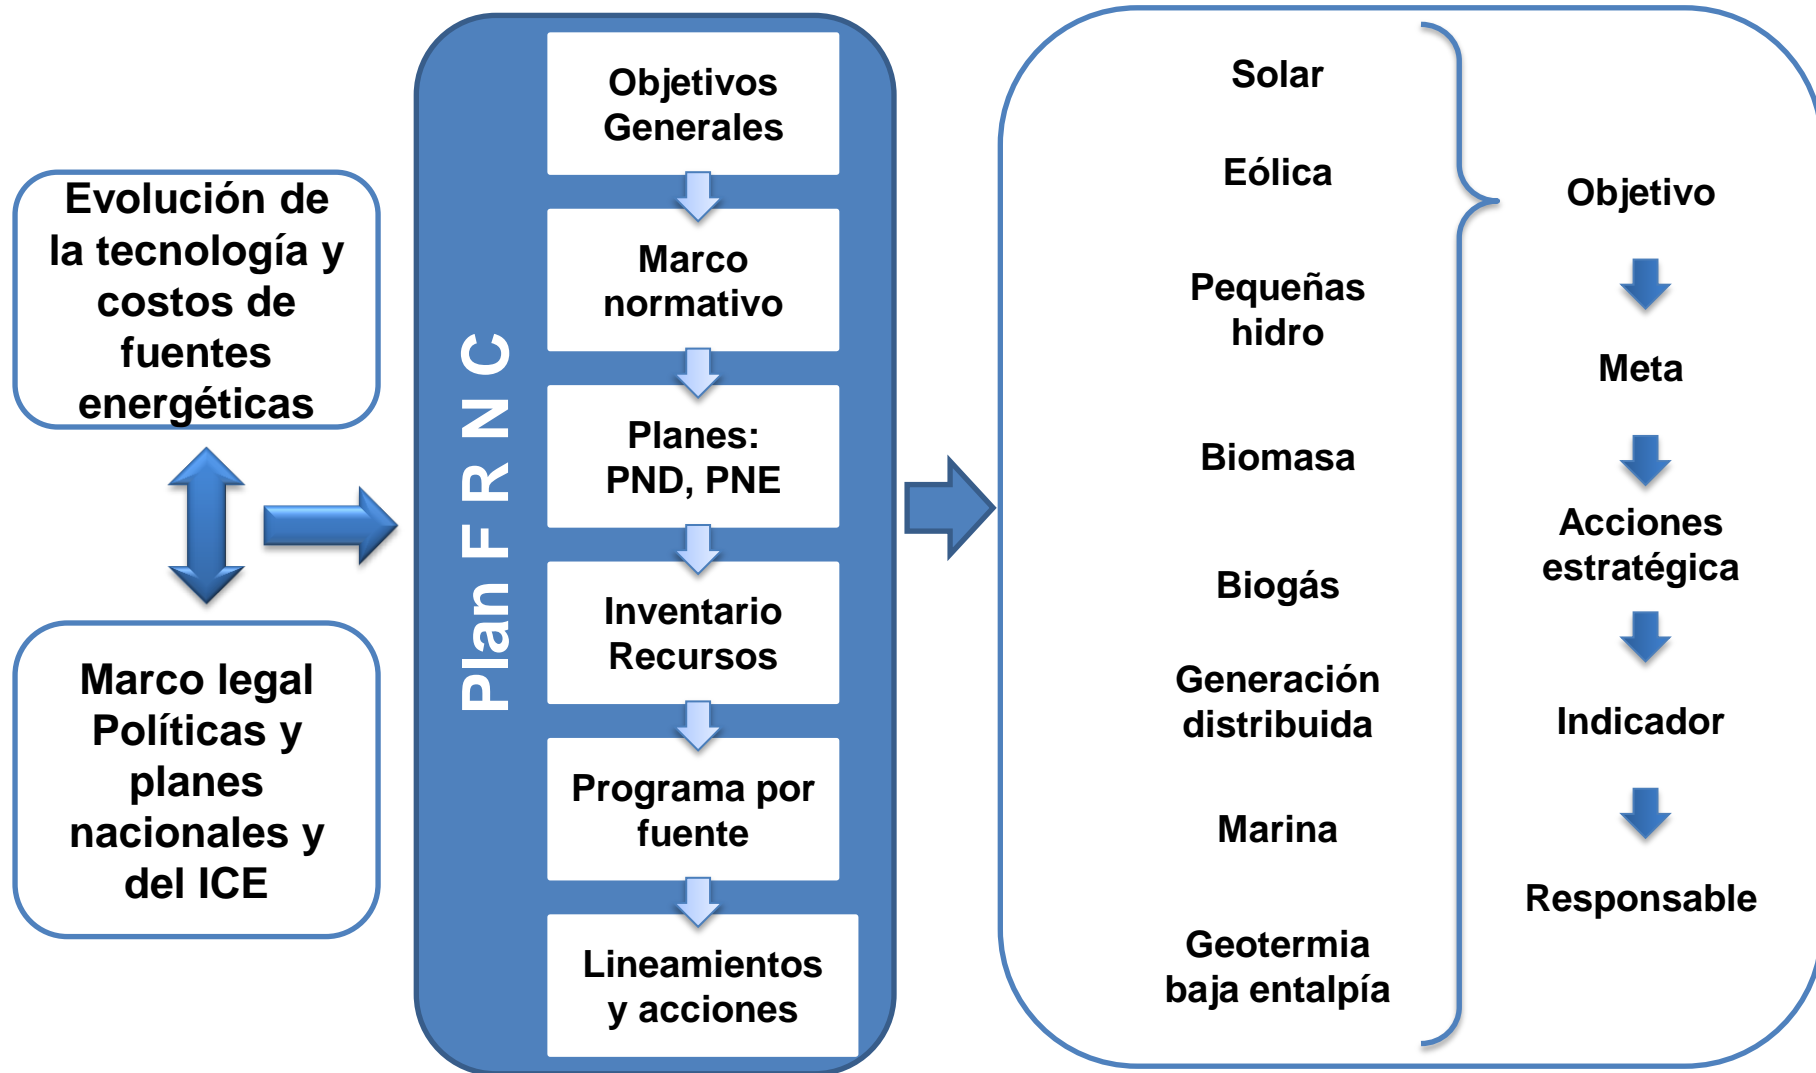 Evolución de
la tecnología y
costos de
fuentes
energéticas
Marco legal
Políticas y
planes
nacionales y
del ICE
Plan F R N C
Objetivos
Generales
Marco
normativo
Planes:
PND, PNE
Inventario
Recursos
Programa por
fuente
Lineamientos
y acciones
Solar
Eólica
Pequeñas
hidro
Biomasa
Biogás
Generación
distribuida
Marina
Geotermia
baja entalpía
Objetivo
Meta
Acciones
estratégica
Indicador
Responsable